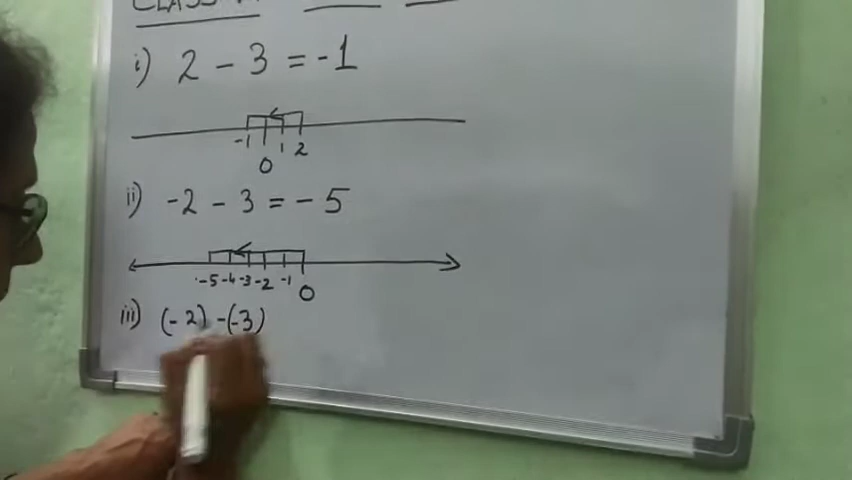 CLASS
i) 2 - 3 = -1
-1 0 1 2
ii) -2 - 3 = - 5
-5 -4 -3 -2 -1 0
iii) (-2) -(-3)